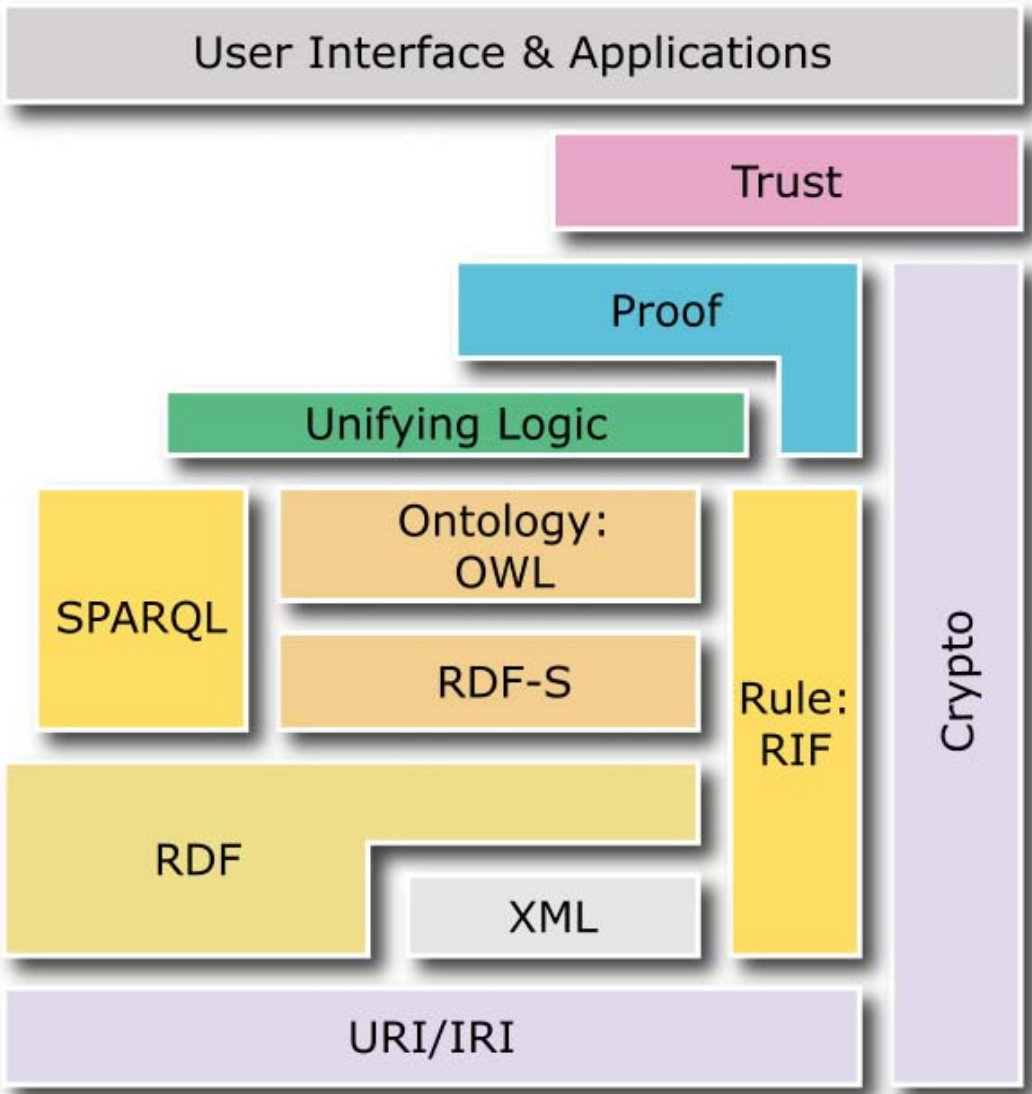 User Interface & Applications
Trust
Proof
Unifying Logic
Ontology:
OWL
SPARQL
RDF-S
Rule:
RIF
Crypto
RDF
XML
URI/IRI